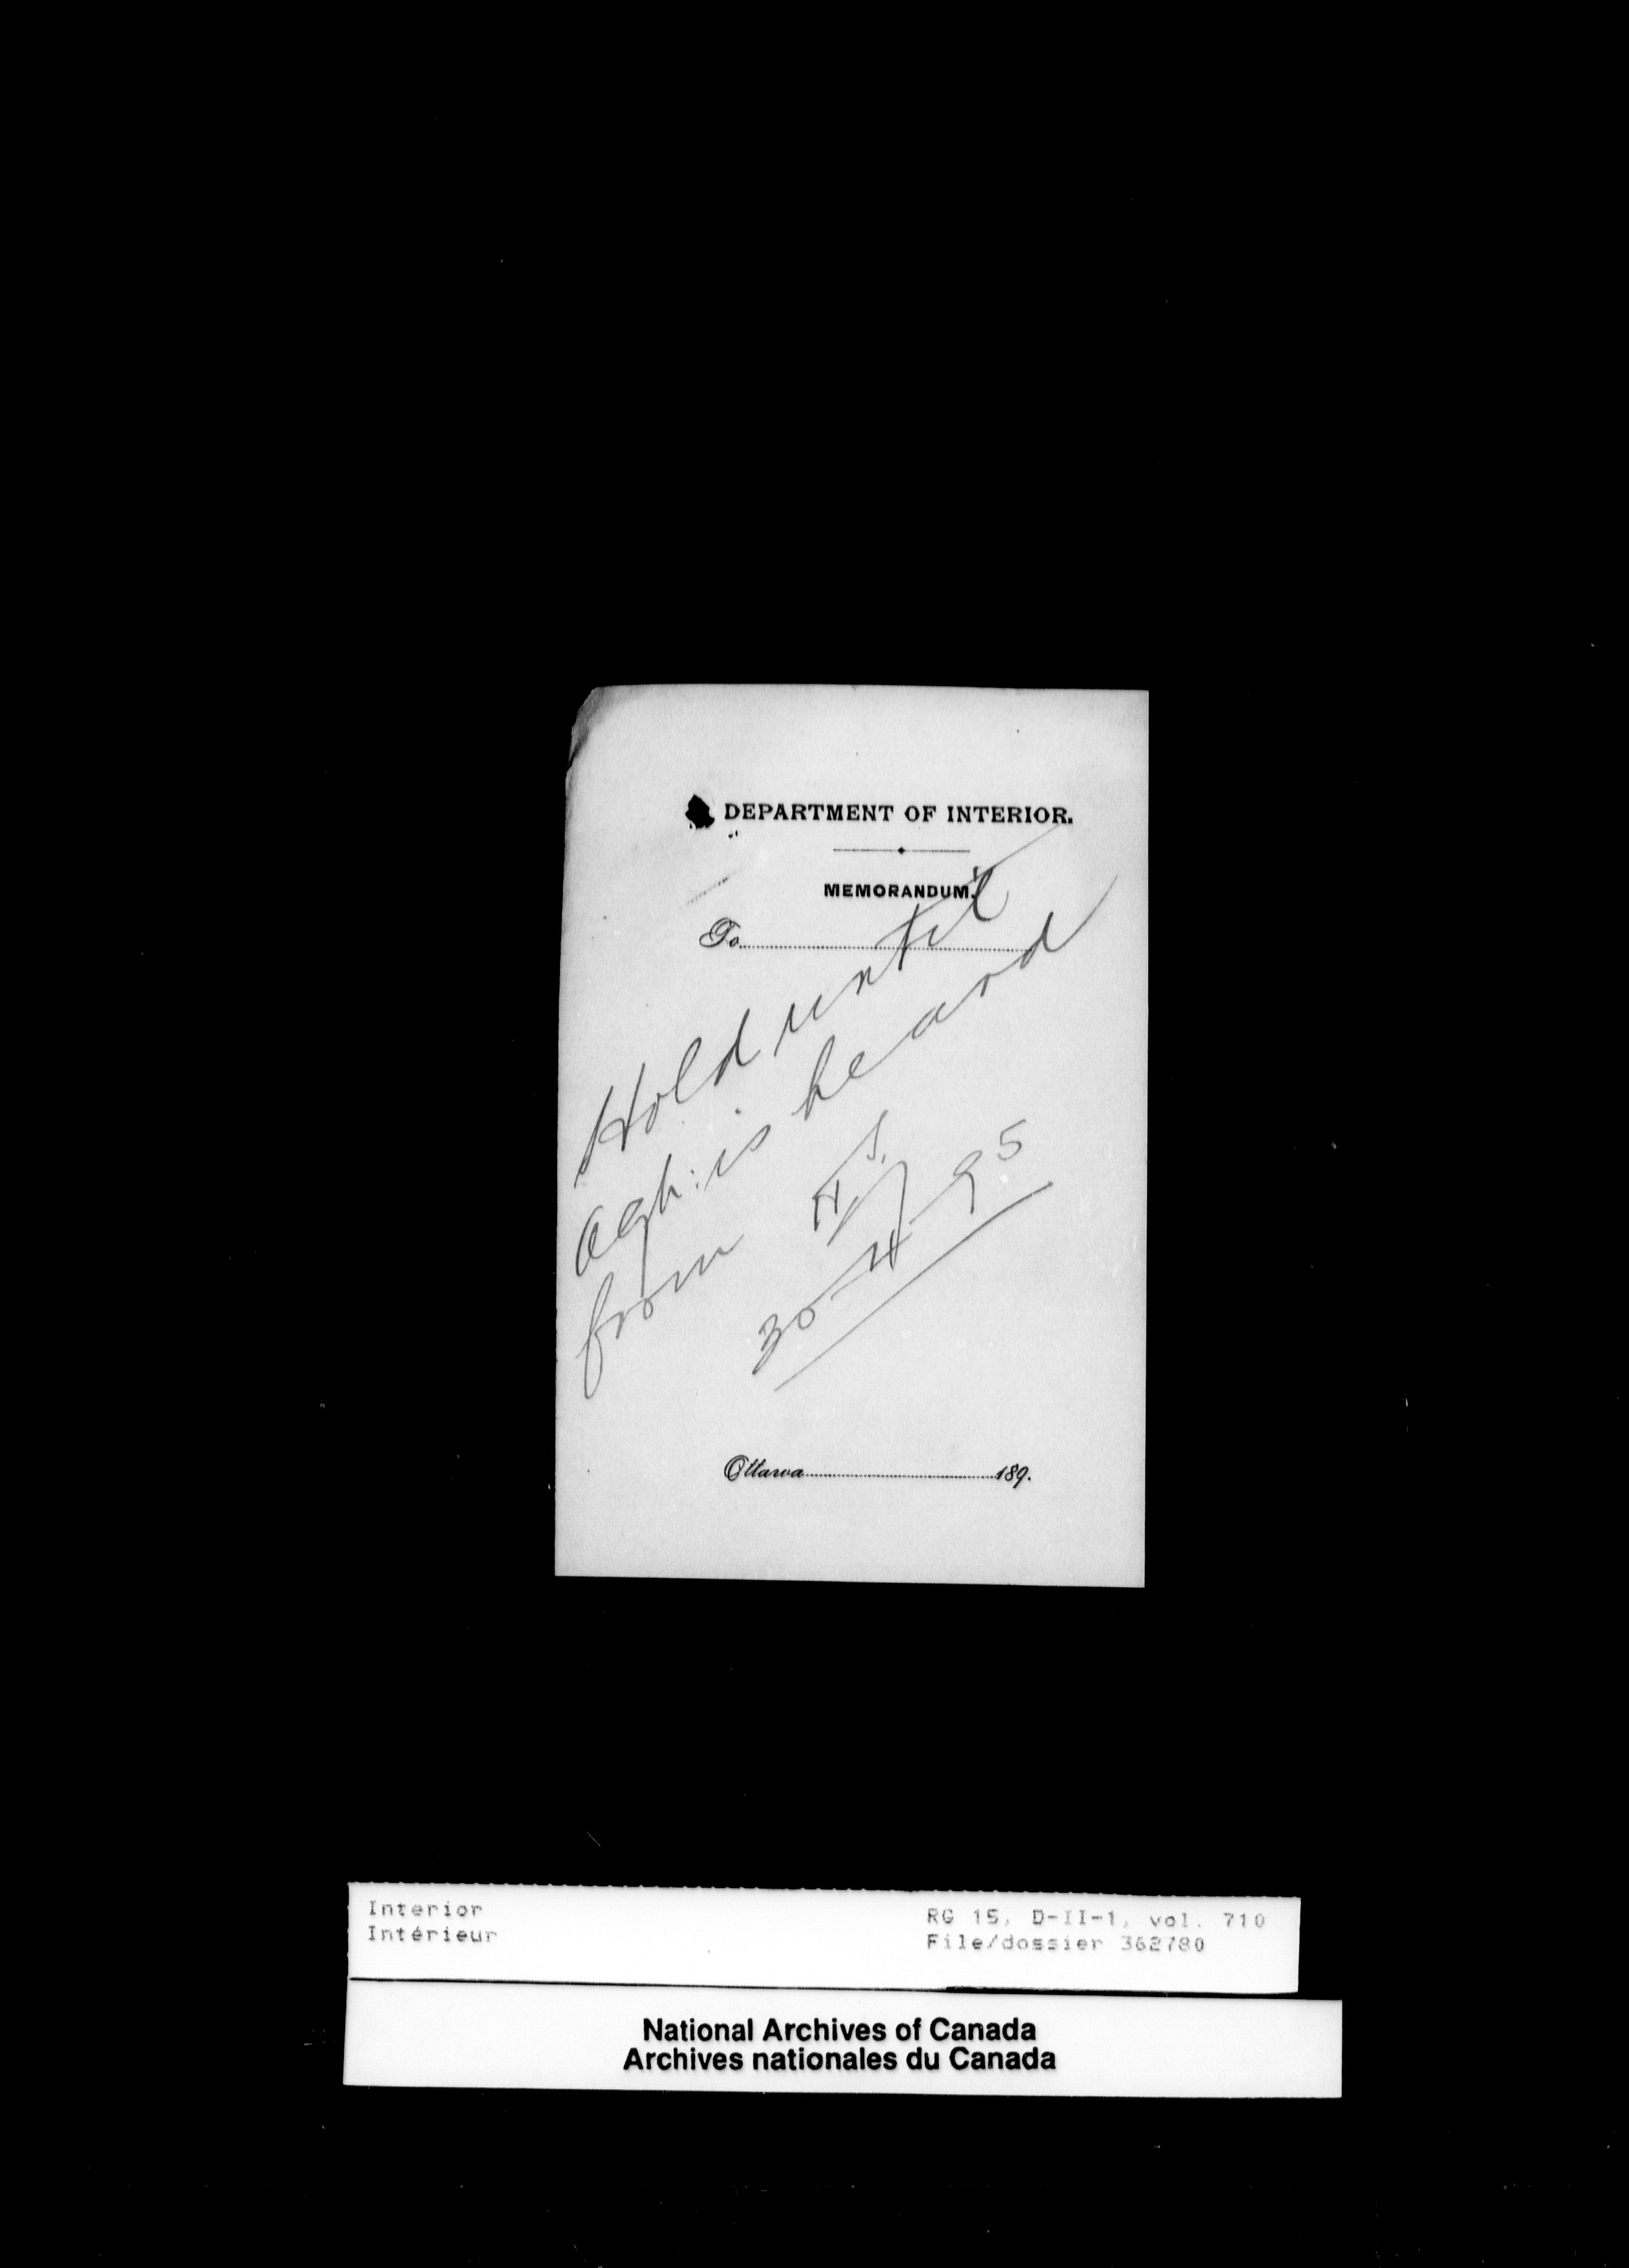 DEPARTMENT OF INTERIOR.
MEMORANDUM.
To
Hold until
is heard
from
30-4-95
Ottawa 189.
Interior
Intérieur
RG 15, D-II-1, vol. 710
File/dossier 362780
National Archives of Canada
Archives nationales du Canada